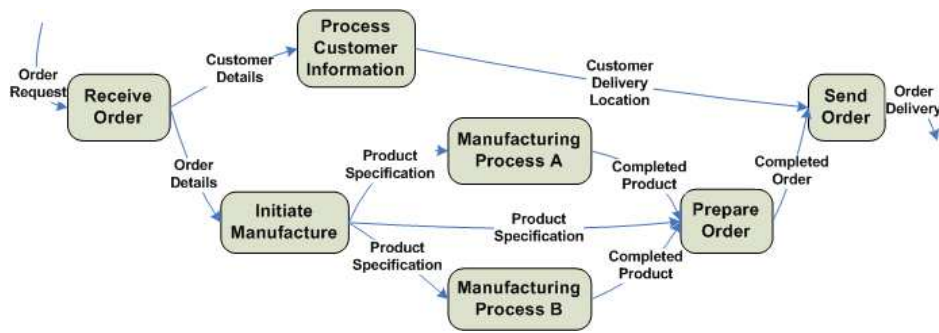 Process
Customer
Information
Customer
Details
Order
Request
Receive
Order
Customer
Delivery
Location
Send
Order
Order
Delivery
Order
Details
Product
Specification
Manufacturing
Process A
Completed
Product
Completed
Order
Initiate
Manufacture
Product
Specification
Prepare
Order
Product
Specification
Manufacturing
Process B
Completed
Product